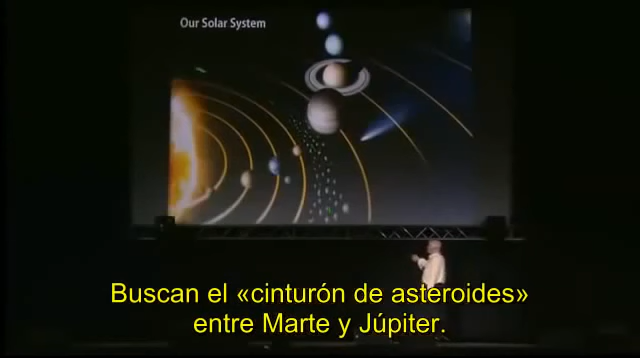 Our Solar System
Buscan el «cinturón de asteroides»
entre Marte y Júpiter.